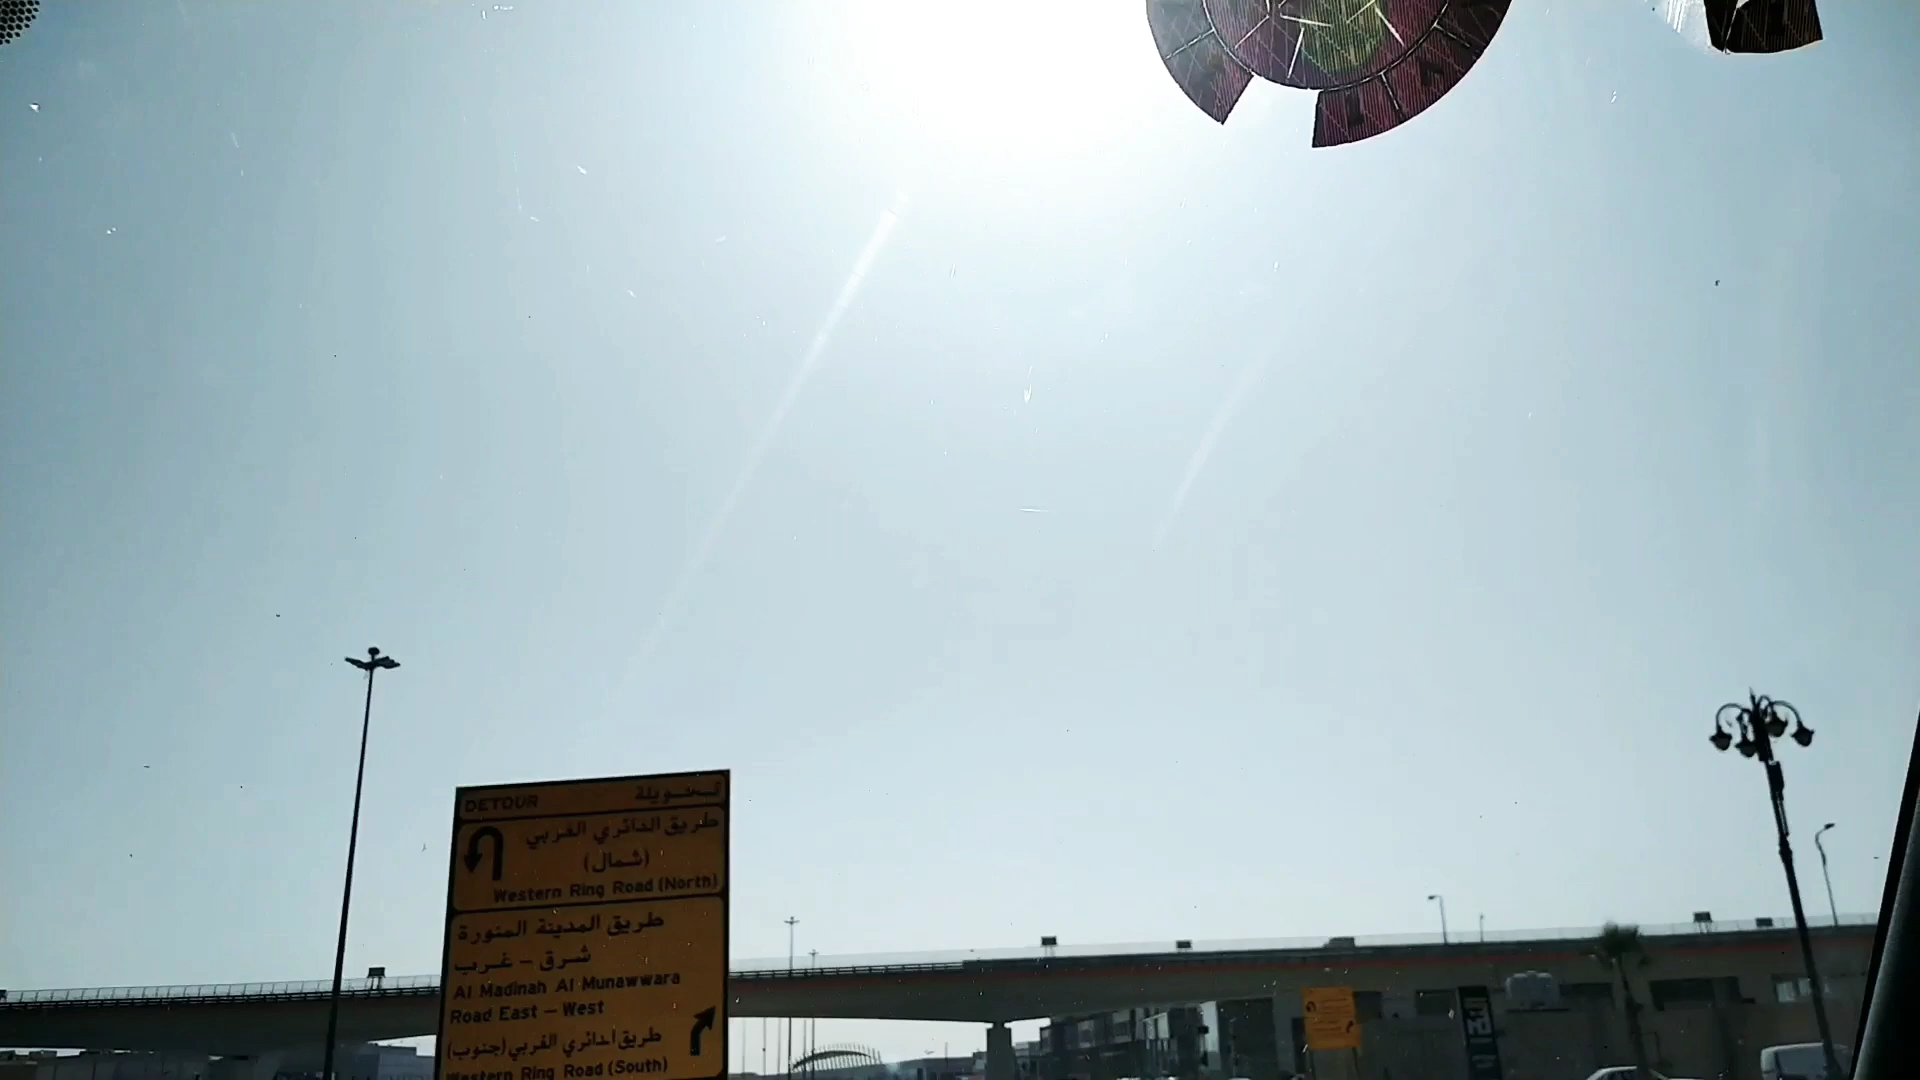 DETOUR تحويلة
طريق الدائري الغربي
(شمال)
Western Ring Road (North)
طريق المدينة المنورة
شرق – غرب
Al Madinah Al Munawwara
Road East – West
طريق الدائري الغربي (جنوب)
Western Ring Road (South)